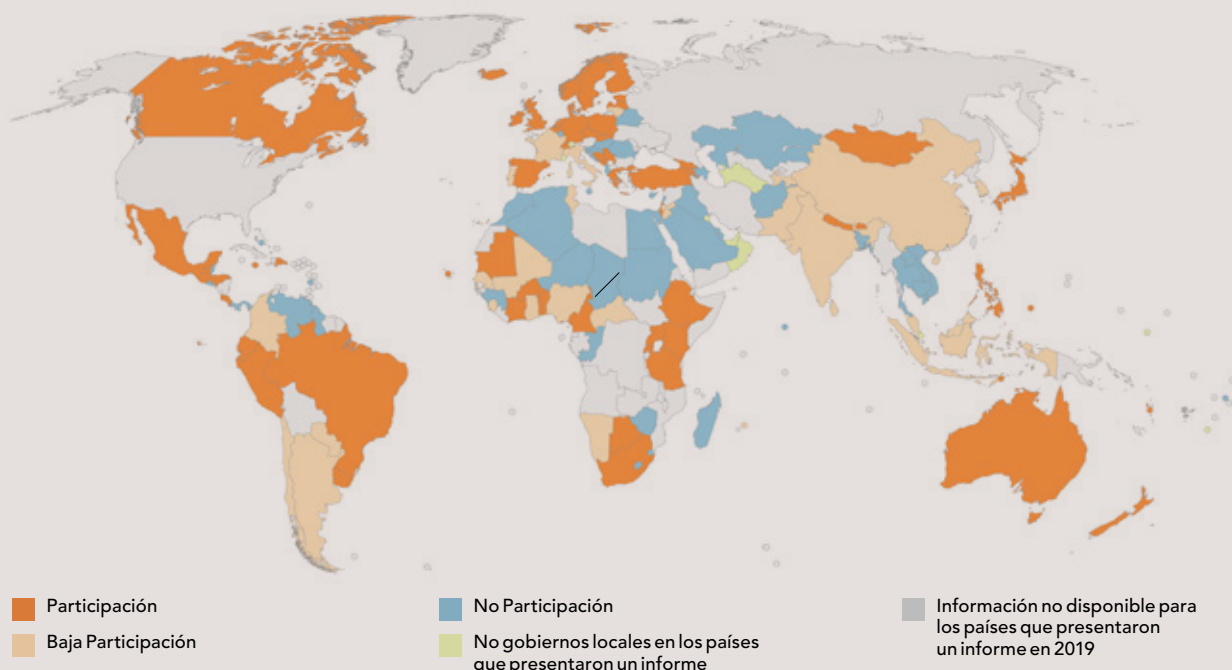 Participación
Baja Participación
No Participación
No gobiernos locales en los países
que presentaron un informe
Información no disponible para
los países que presentaron
un informe en 2019